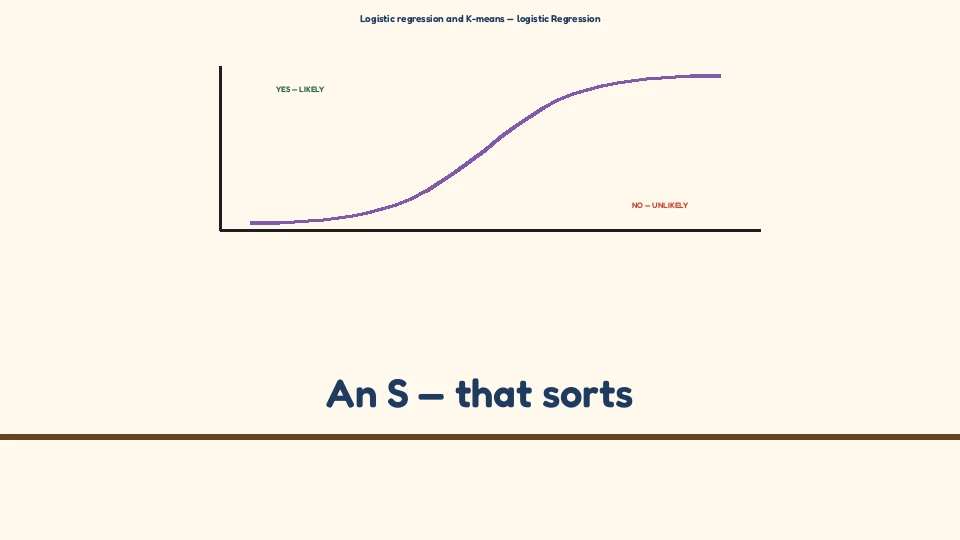 Logistic regression and K-means — logistic Regression
YES — LIKELY
NO — UNLIKELY
An S — that sorts